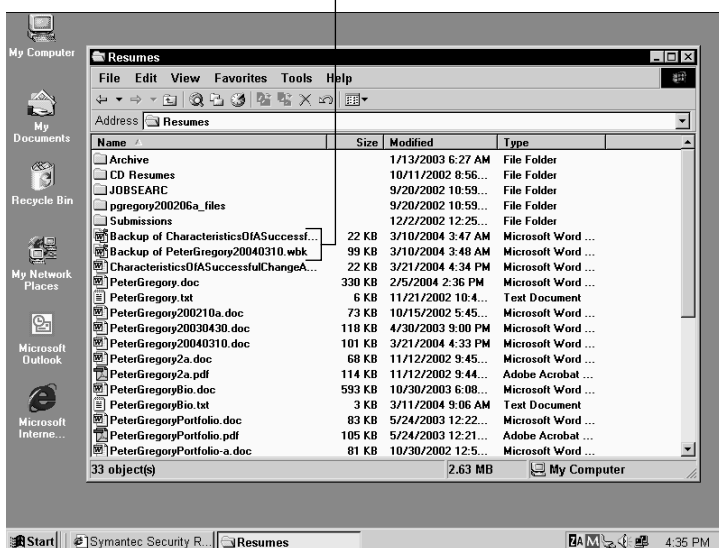 My Computer
My
Documents
Recycle Bin
My Network
Places
Microsoft
Outlook
Microsoft
Interne...
Resumes
File Edit View Favorites Tools Help
Address Resumes
Name Size Modified Type
Archive 1/13/2003 6:27 AM File Folder
CD Resumes 10/11/2002 8:56... File Folder
JOBSEARC 9/20/2002 10:59... File Folder
pgregory200206a_files 9/20/2002 10:59... File Folder
Submissions 12/2/2002 12:25... File Folder
Backup of CharacteristicsOfASuccessf... 22 KB 3/10/2004 3:47 AM Microsoft Word ...
Backup of PeterGregory20040310.wbk 99 KB 3/10/2004 3:48 AM Microsoft Word ...
CharacteristicsOfASuccessfulChangeA... 22 KB 3/21/2004 4:34 PM Microsoft Word ...
PeterGregory.doc 330 KB 2/5/2004 2:36 PM Microsoft Word ...
PeterGregory.txt 6 KB 11/21/2002 10:4... Text Document
PeterGregory200210a.doc 73 KB 10/15/2002 5:45... Microsoft Word ...
PeterGregory20030430.doc 118 KB 4/30/2003 9:00 PM Microsoft Word ...
PeterGregory20040310.doc 101 KB 3/21/2004 4:33 PM Microsoft Word ...
PeterGregory2a.doc 68 KB 11/12/2002 9:45... Microsoft Word ...
PeterGregory2a.pdf 114 KB 11/12/2002 9:44... Adobe Acrobat ...
PeterGregoryBio.doc 593 KB 10/30/2003 6:08... Microsoft Word ...
PeterGregoryBio.txt 3 KB 3/11/2004 9:06 AM Text Document
PeterGregoryPortfolio.doc 83 KB 5/24/2003 12:22... Microsoft Word ...
PeterGregoryPortfolio.pdf 105 KB 5/24/2003 12:21... Adobe Acrobat ...
PeterGregoryPortfolio-a.doc 81 KB 10/30/2002 12:5... Microsoft Word ...
33 object(s) 2.63 MB My Computer
Start Symantec Security R... Resumes 4:35 PM